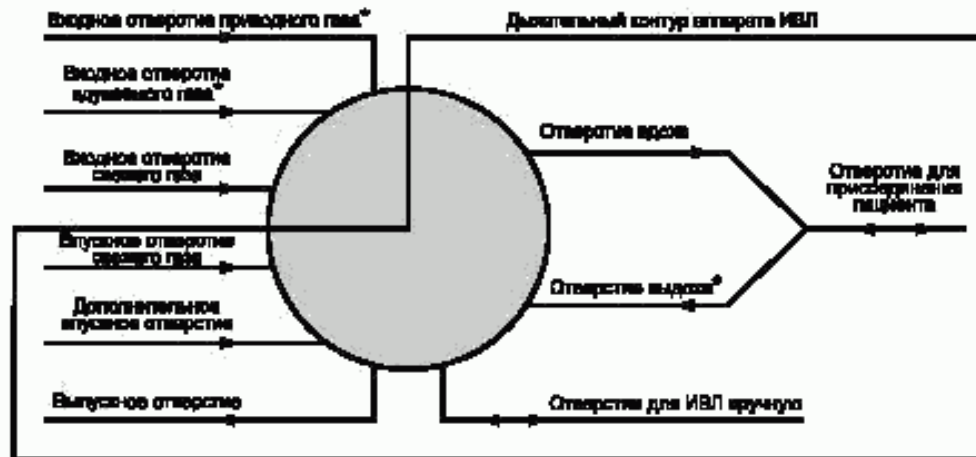 Входное отверстие приводного газа*
Дыхательный контур аппарата ИВЛ
Входное отверстие
вдуваемого газа*
Входное отверстие
свежего газа
Впускное отверстие
свежего газа
Дополнительное
впускное отверстие
Выпускное отверстие
Отверстие вдоха
Отверстие для
присоединения
пациента
Отверстие выдоха*
Отверстие для ИВЛ вручную